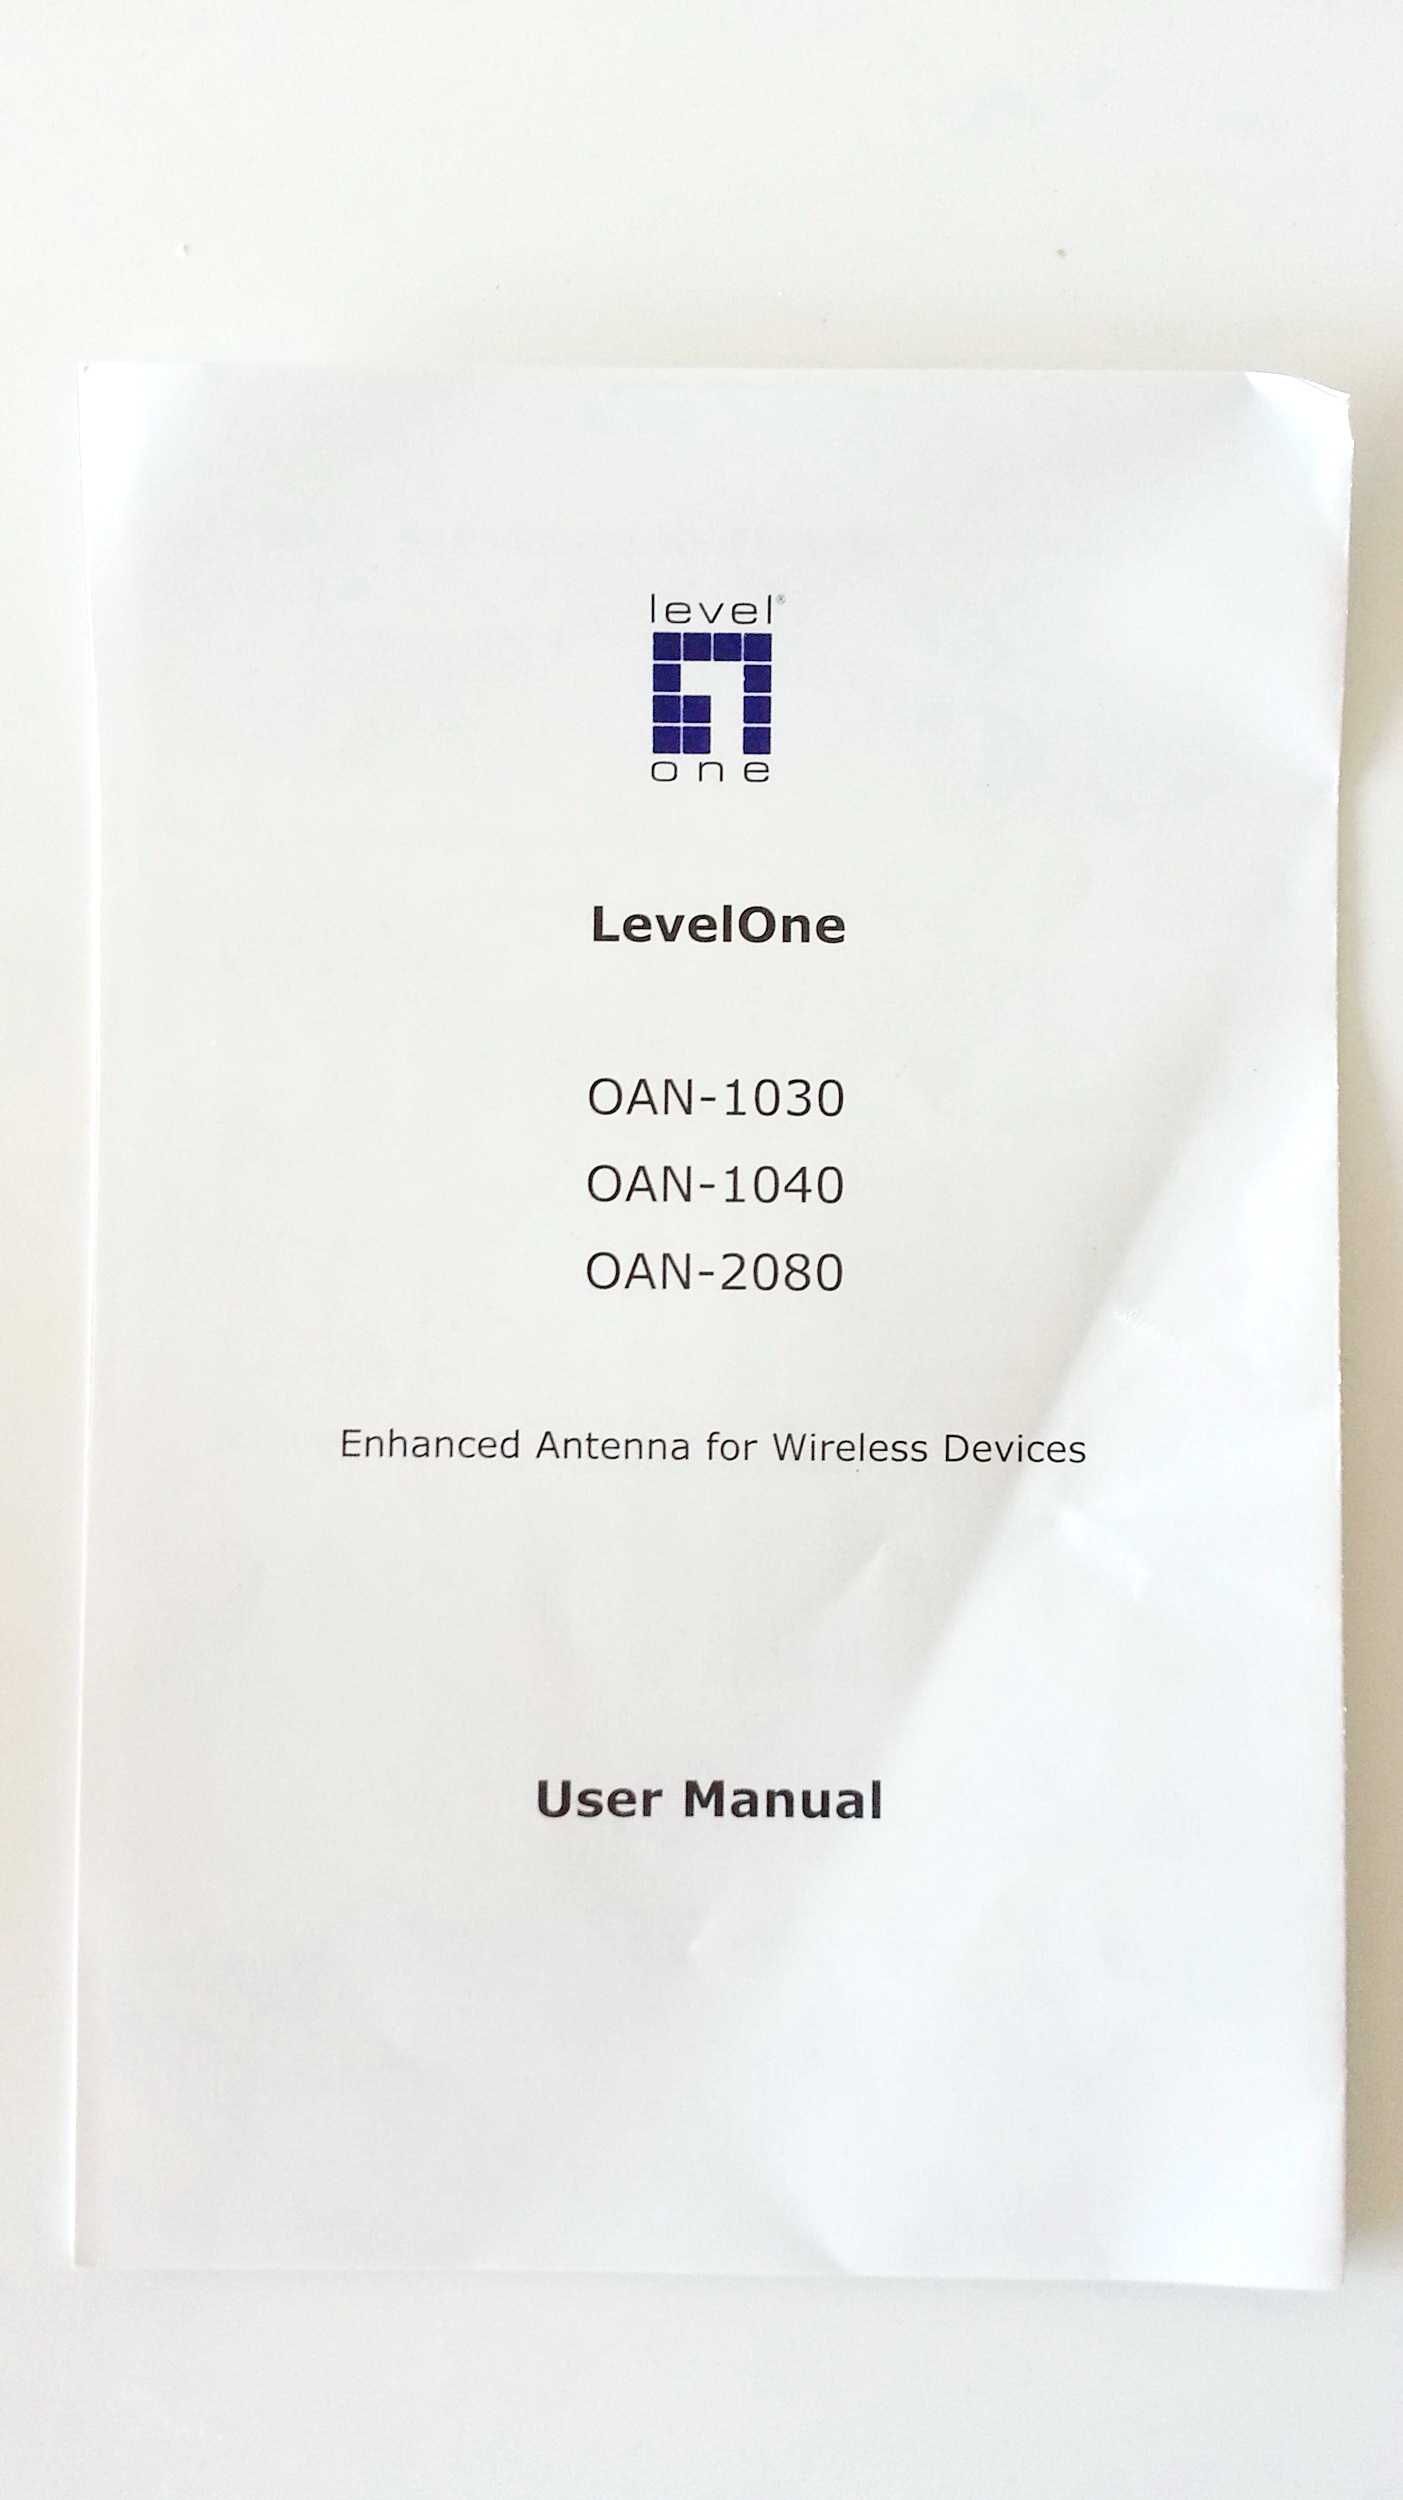 level®
one
LevelOne
OAN-1030
OAN-1040
OAN-2080
Enhanced Antenna for Wireless Devices
User Manual